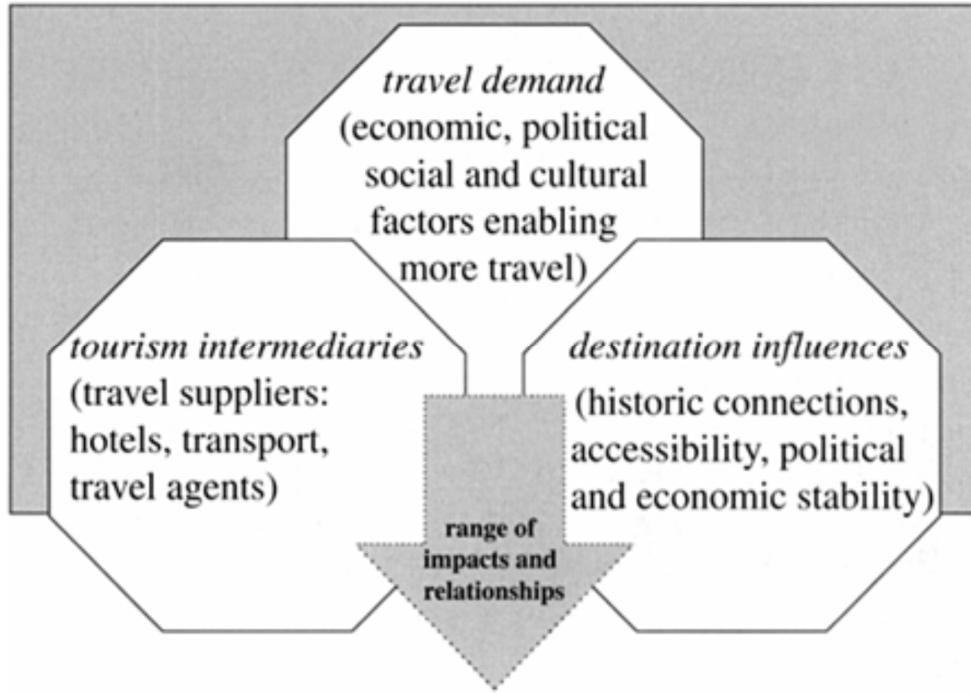 travel demand
(economic, political
social and cultural
factors enabling
more travel)
tourism intermediaries
(travel suppliers:
hotels, transport,
travel agents)
destination influences
(historic connections,
accessibility, political
and economic stability)
range of
impacts and
relationships